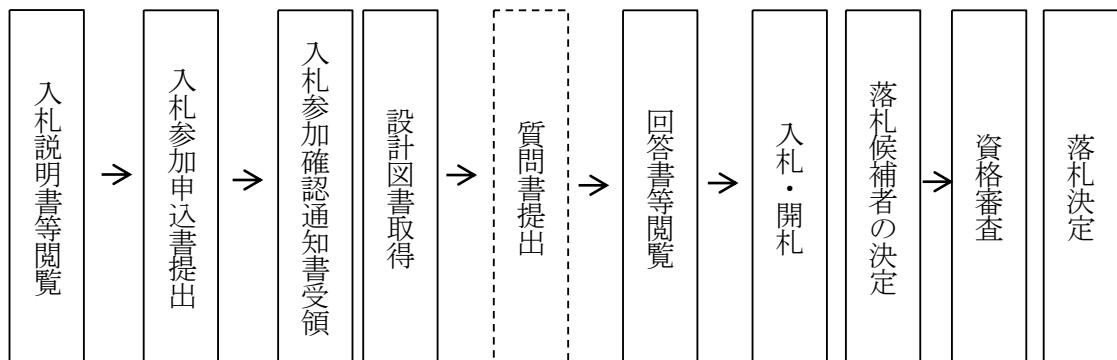 入札説明書等閲覧
入札参加申込書提出
入札参加確認通知書受領
設計図書取得
質問書提出
回答書等閲覧
入札・開札
落札候補者の決定
資格審査
落札決定